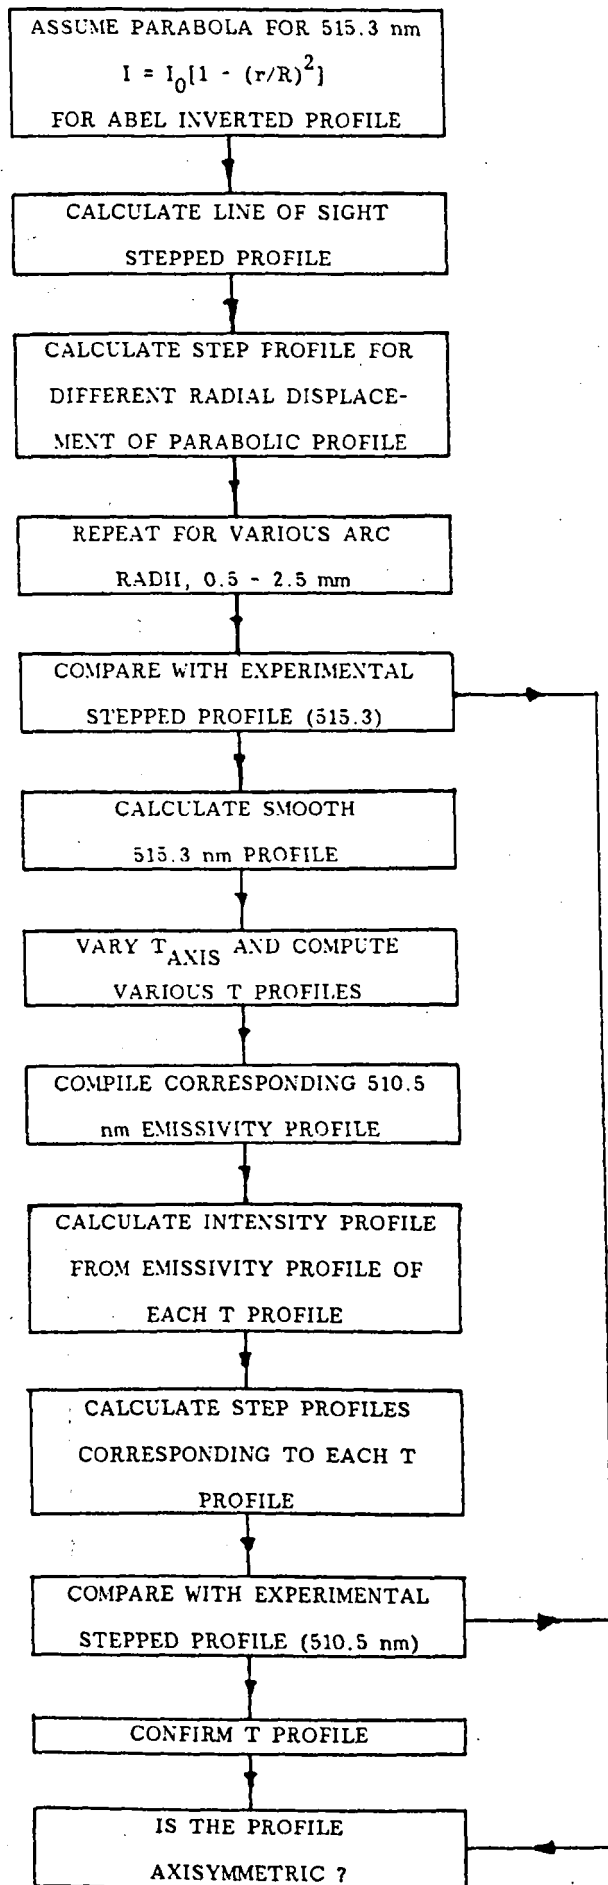 ASSUME PARABOLA FOR 515.3 nm
I = I₀[1 - (r/R)²]
FOR ABEL INVERTED PROFILE
CALCULATE LINE OF SIGHT
STEPPED PROFILE
CALCULATE STEP PROFILE FOR
DIFFERENT RADIAL DISPLACE-
MENT OF PARABOLIC PROFILE
REPEAT FOR VARIOUS ARC
RADII, 0.5 - 2.5 mm
COMPARE WITH EXPERIMENTAL
STEPPED PROFILE (515.3)
CALCULATE SMOOTH
515.3 nm PROFILE
VARY T_AXIS AND COMPUTE
VARIOUS T PROFILES
COMPILE CORRESPONDING 510.5
nm EMISSIVITY PROFILE
CALCULATE INTENSITY PROFILE
FROM EMISSIVITY PROFILE OF
EACH T PROFILE
CALCULATE STEP PROFILES
CORRESPONDING TO EACH T
PROFILE
COMPARE WITH EXPERIMENTAL
STEPPED PROFILE (510.5 nm)
CONFIRM T PROFILE
IS THE PROFILE
AXISYMMETRIC ?